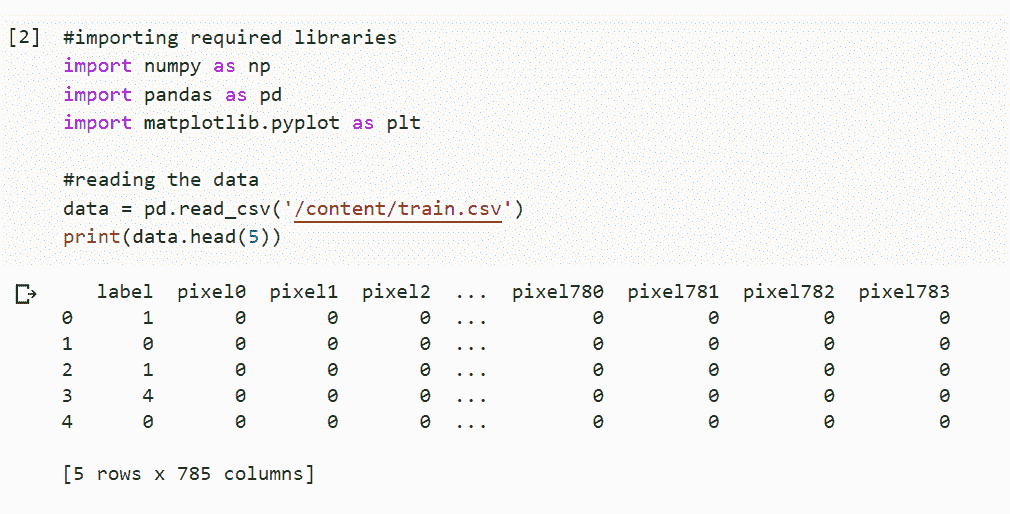 [2] #importing required libraries
import numpy as np
import pandas as pd
import matplotlib.pyplot as plt
#reading the data
data = pd.read_csv('/content/train.csv')
print(data.head(5))
label pixel0 pixel1 pixel2 ... pixel780 pixel781 pixel782 pixel783
0 1 0 0 0 ... 0 0 0 0
1 0 0 0 0 ... 0 0 0 0
2 1 0 0 0 ... 0 0 0 0
3 4 0 0 0 ... 0 0 0 0
4 0 0 0 0 ... 0 0 0 0
[5 rows x 785 columns]